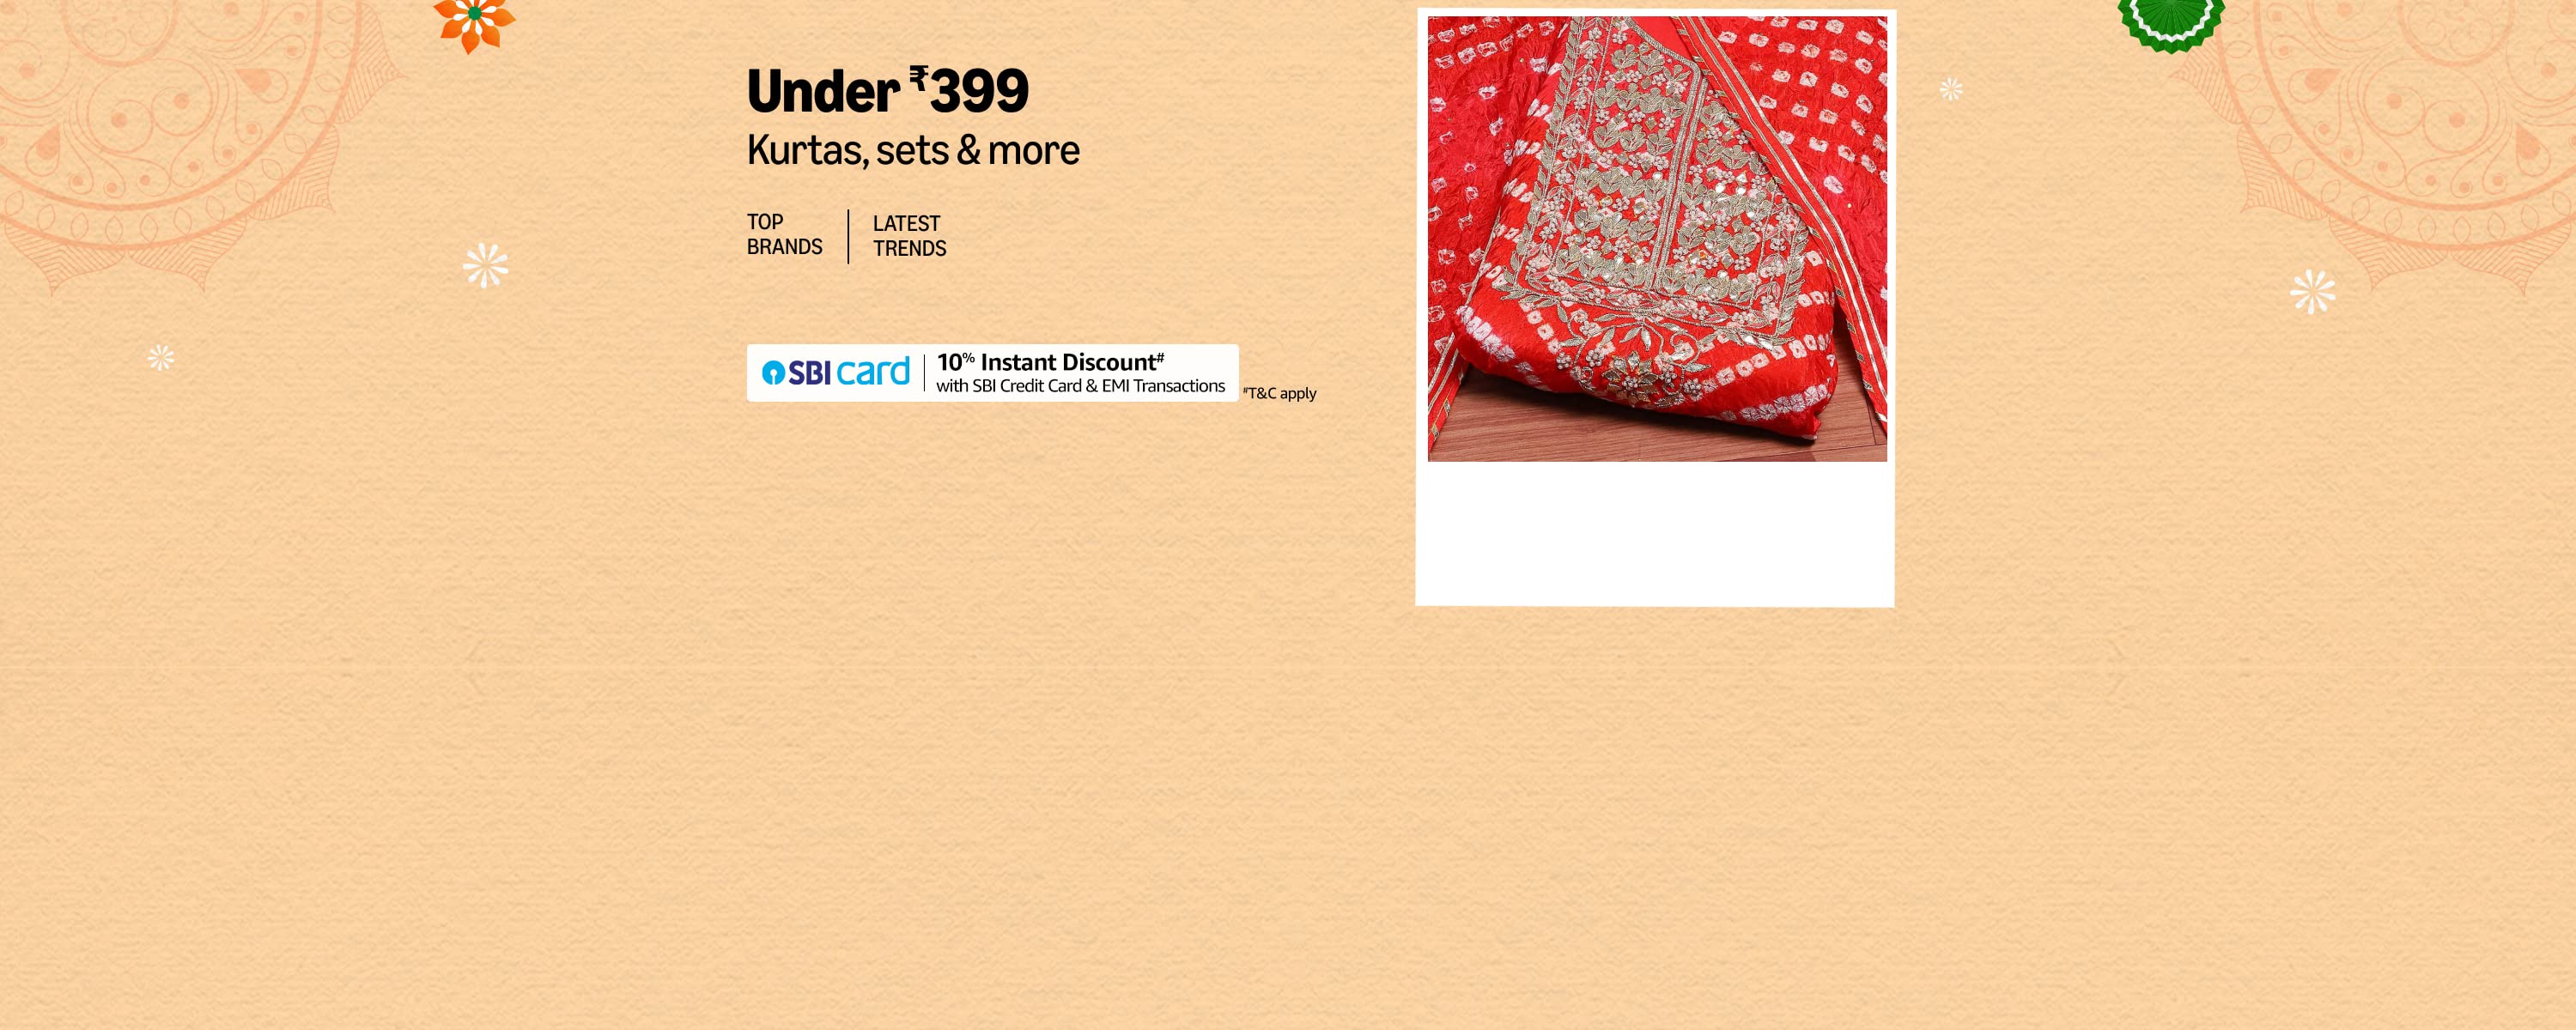 Under ₹399
Kurtas, sets & more
TOP
BRANDS
LATEST
TRENDS
SBI card
10% Instant Discount#
with SBI Credit Card & EMI Transactions
#T&C apply